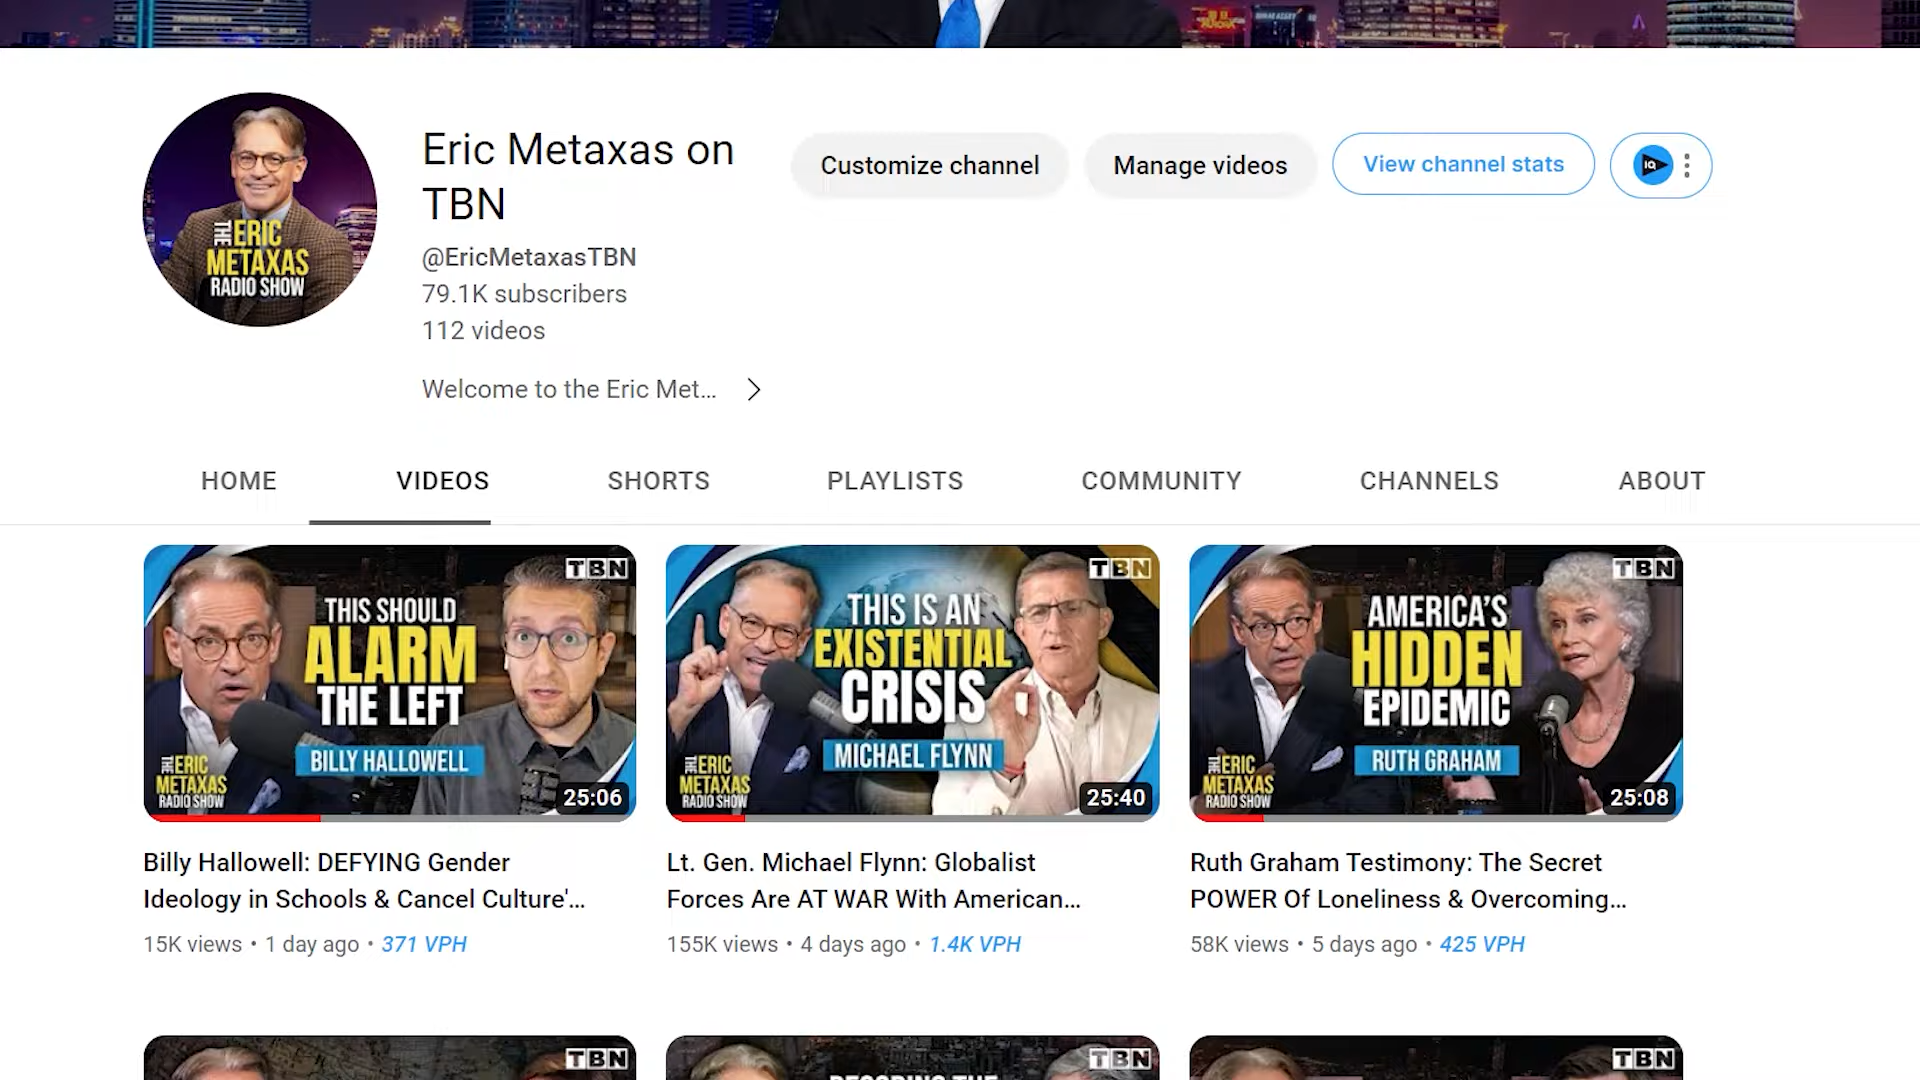 Eric Metaxas on
TBN
@EricMetaxasTBN
79.1K subscribers
112 videos
Welcome to the Eric Met...
Customize channel
Manage videos
View channel stats
IQ
THE ERIC
METAXAS
RADIO SHOW
HOME
VIDEOS
SHORTS
PLAYLISTS
COMMUNITY
CHANNELS
ABOUT
TBN
THIS SHOULD
ALARM
THE LEFT
BILLY HALLOWELL
THE ERIC
METAXAS
RADIO SHOW
25:06
Billy Hallowell: DEFYING Gender
Ideology in Schools & Cancel Culture'...
15K views • 1 day ago • 371 VPH
TBN
THIS IS AN
EXISTENTIAL
CRISIS
MICHAEL FLYNN
THE ERIC
METAXAS
RADIO SHOW
25:40
Lt. Gen. Michael Flynn: Globalist
Forces Are AT WAR With American...
155K views • 4 days ago • 1.4K VPH
TBN
AMERICA'S
HIDDEN
EPIDEMIC
RUTH GRAHAM
THE ERIC
METAXAS
RADIO SHOW
25:08
Ruth Graham Testimony: The Secret
POWER Of Loneliness & Overcoming...
58K views • 5 days ago • 425 VPH
TBN
TBN
TBN